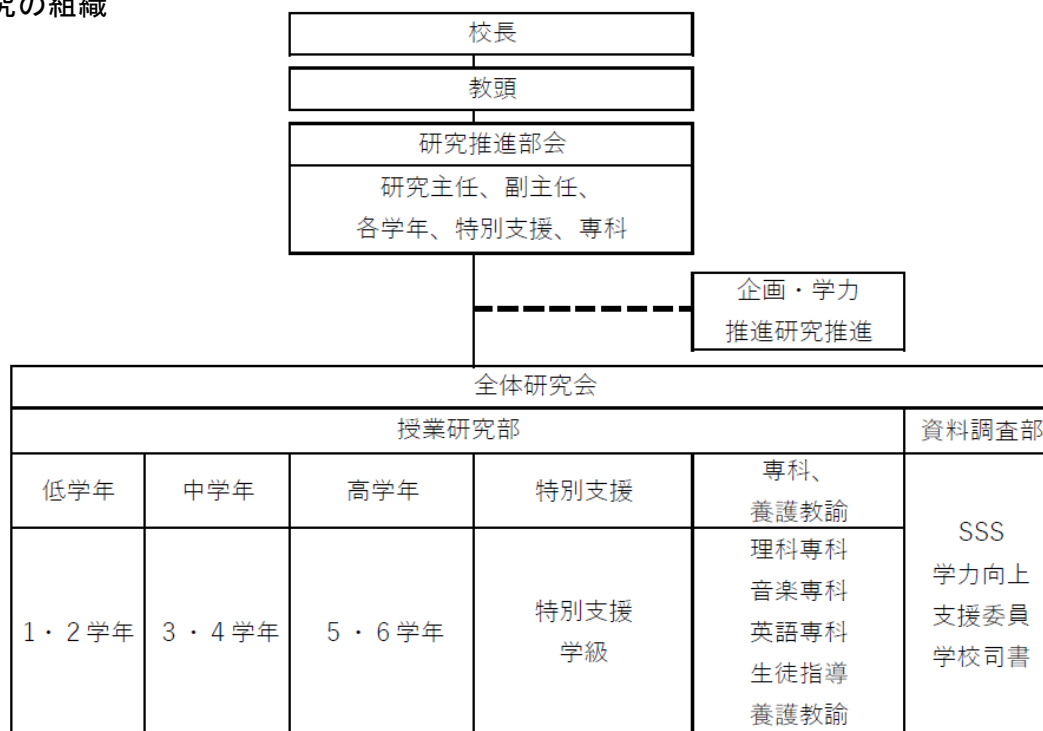 究の組織
校長
教頭
研究推進部会
研究主任、副主任、
各学年、特別支援、専科
企画・学力
推進研究推進
全体研究会
授業研究部
資料調査部
低学年
中学年
高学年
特別支援
専科、
養護教諭
1・2学年
3・4学年
5・6学年
特別支援
学級
理科専科
音楽専科
英語専科
生徒指導
養護教諭
SSS
学力向上
支援委員
学校司書